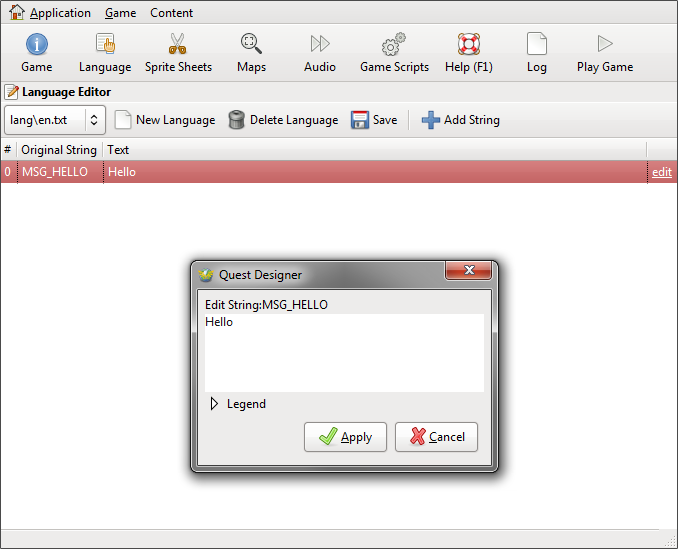 Application Game Content
Game Language Sprite Sheets Maps Audio Game Scripts Help (F1) Log Play Game
Language Editor
lang\en.txt New Language Delete Language Save Add String
# Original String Text
0 MSG_HELLO Hello edit
Quest Designer
Edit String:MSG_HELLO
Hello
Legend
Apply Cancel